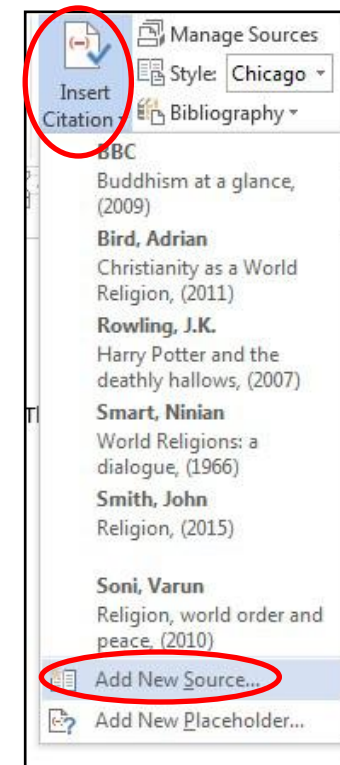 Manage Sources
Style: Chicago
Insert
Citation
Bibliography
BBC
Buddhism at a glance,
(2009)
Bird, Adrian
Christianity as a World
Religion, (2011)
Rowling, J.K.
Harry Potter and the
deathly hallows, (2007)
Smart, Ninian
World Religions: a
dialogue, (1966)
Smith, John
Religion, (2015)
Soni, Varun
Religion, world order and
peace, (2010)
Add New Source...
Add New Placeholder...